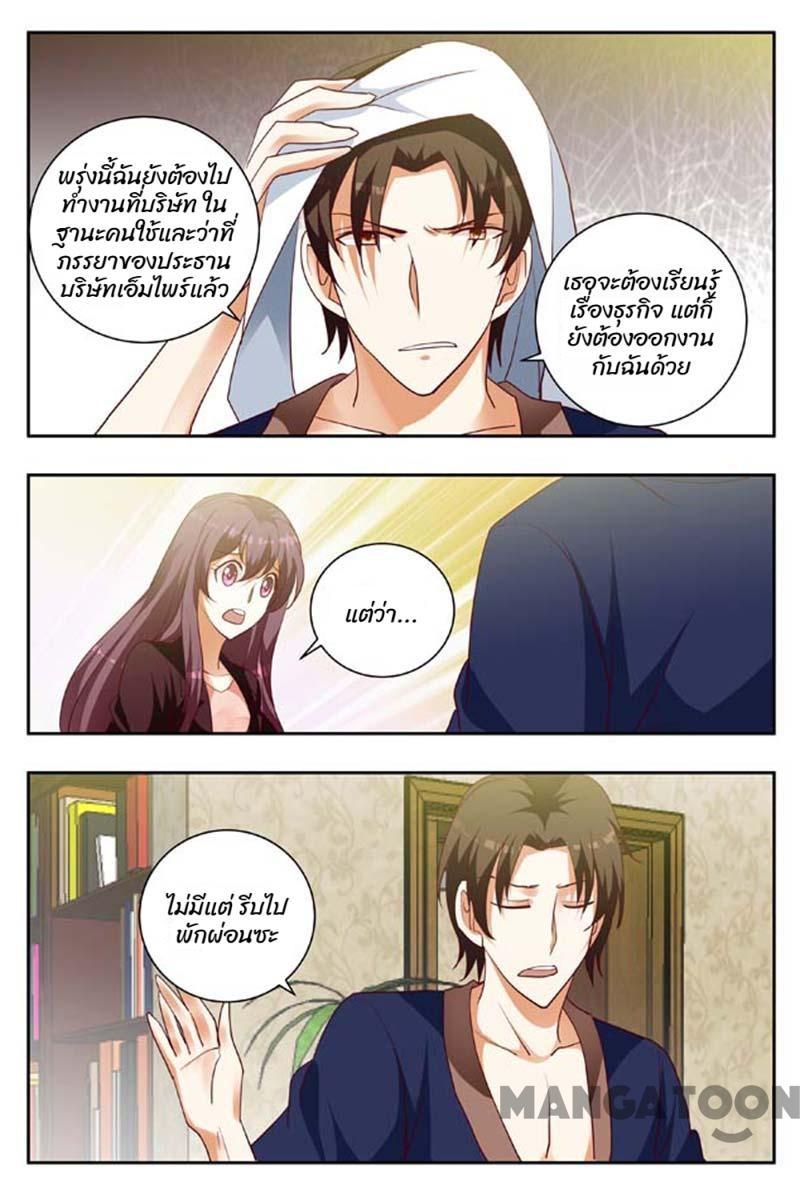 พรุ่งนี้ฉันยังต้องไป
ทำงานที่บริษัท ใน
ฐานะคนใช้และว่าที่
ภรรยาของประธาน
บริษัทเอ็มไพร์แล้ว
เธอจะต้องเรียนรู้
เรื่องธุรกิจ แต่ก็
ยังต้องออกงาน
กับฉันด้วย
แต่ว่า...
ไม่มีแต่ รีบไป
พักผ่อนซะ
MANGATOON